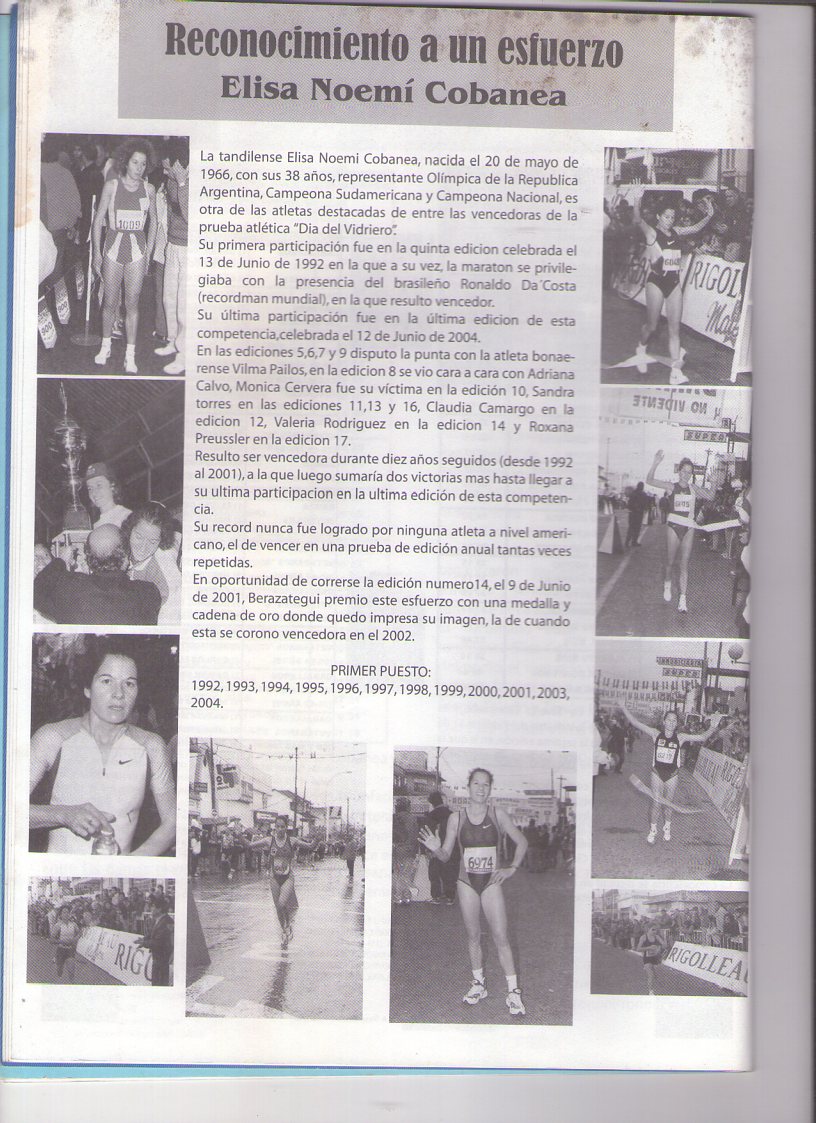 Reconocimiento a un esfuerzo
Elisa Noemí Cobanea
La tandilense Elisa Noemi Cobanea, nacida el 20 de mayo de
1966, con sus 38 años, representante Olímpica de la Republica
Argentina, Campeona Sudamericana y Campeona Nacional, es
otra de las atletas destacadas de entre las vencedoras de la
prueba atlética "Dia del Vidriero".
Su primera participación fue en la quinta edicion celebrada el
13 de Junio de 1992 en la que a su vez, la maraton se privile-
giaba con la presencia del brasileño Ronaldo Da´Costa
(recordman mundial), en la que resulto vencedor.
Su última participación fue en la última edicion de esta
competencia,celebrada el 12 de Junio de 2004.
En las ediciones 5,6,7 y 9 disputo la punta con la atleta bonae-
rense Vilma Pailos, en la edicion 8 se vio cara a cara con Adriana
Calvo, Monica Cervera fue su víctima en la edición 10, Sandra
torres en las ediciones 11,13 y 16, Claudia Camargo en la
edicion 12, Valeria Rodriguez en la edicion 14 y Roxana
Preussler en la edicion 17.
Resulto ser vencedora durante diez años seguidos (desde 1992
al 2001), a la que luego sumaría dos victorias mas hasta llegar a
su ultima participacion en la ultima edición de esta competen-
cia.
Su record nunca fue logrado por ninguna atleta a nivel ameri-
cano, el de vencer en una prueba de edición anual tantas veces
repetidas.
En oportunidad de correrse la edición numero14, el 9 de Junio
de 2001, Berazategui premio este esfuerzo con una medalla y
cadena de oro donde quedo impresa su imagen, la de cuando
esta se corono vencedora en el 2002.
PRIMER PUESTO:
1992, 1993, 1994, 1995, 1996, 1997, 1998, 1999, 2000, 2001, 2003,
2004.
1099
RIGOLL
NO VIDENTE
SUPER
RIGO
6974
RIGOLLEA